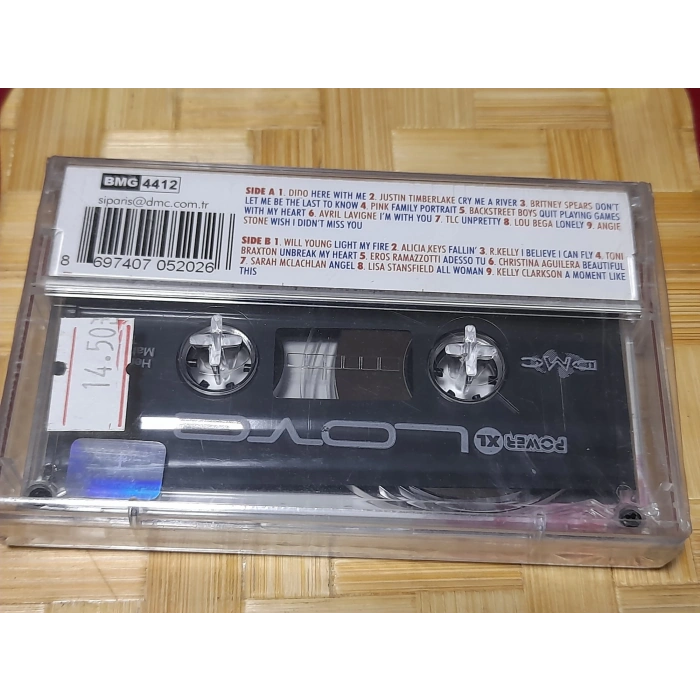 BMG 4412
siparis@dmc.com.tr
8 697407 052026
SIDE A 1. DIDO HERE WITH ME 2. JUSTIN TIMBERLAKE CRY ME A RIVER 3. BRITNEY SPEARS DON'T
LET ME BE THE LAST TO KNOW 4. PINK FAMILY PORTRAIT 5. BACKSTREET BOYS QUIT PLAYING GAMES
WITH MY HEART 6. AVRIL LAVIGNE I'M WITH YOU 7. TLC UNPRETTY 8. LOU BEGA LONELY 9. ANGIE
STONE WISH I DIDN'T MISS YOU
SIDE B 1. WILL YOUNG LIGHT MY FIRE 2. ALICIA KEYS FALLIN' 3. R.KELLY I BELIEVE I CAN FLY 4. TONI
BRAXTON UNBREAK MY HEART 5. EROS RAMAZZOTTI ADESSO TU 6. CHRISTINA AGUILERA BEAUTIFUL
7. SARAH MCLACHLAN ANGEL 8. LISA STANSFIELD ALL WOMAN 9. KELLY CLARKSON A MOMENT LIKE
THIS
14.50
DMC
POWER XL LOVE